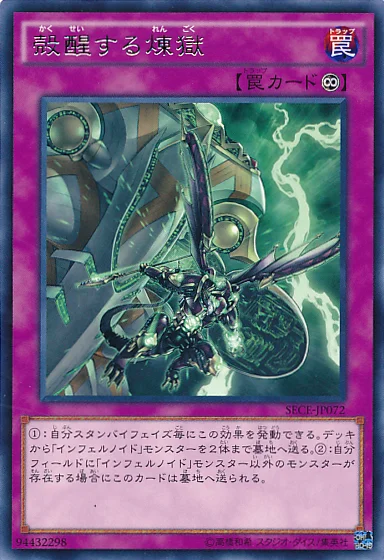 かくせい れんごく
殻醒する煉獄
トラップ
罠
【罠カード∞】
SECE-JP072
①：自分スタンバイフェイズ毎にこの効果を発動できる。デッキ
から「インフェルノイド」モンスターを２体まで墓地へ送る。②：自分
フィールドに「インフェルノイド」モンスター以外のモンスターが
存在する場合にこのカードは墓地へ送られる。
94432298
©高橋和希 スタジオ・ダイス/集英社